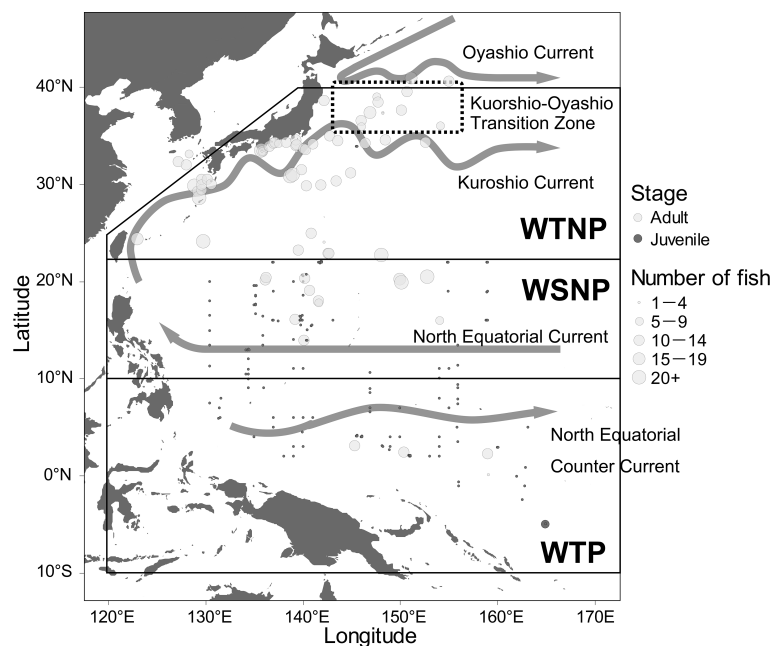 Oyashio Current
40°N
Kuorshio-Oyashio
Transition Zone
30°N
Kuroshio Current
Stage
Adult
Juvenile
WTNP
20°N
WSNP
Number of fish
1—4
5—9
10—14
15—19
20+
Latitude
North Equatorial Current
10°N
North Equatorial
Counter Current
0°N
WTP
10°S
120°E
130°E
140°E
150°E
160°E
170°E
Longitude